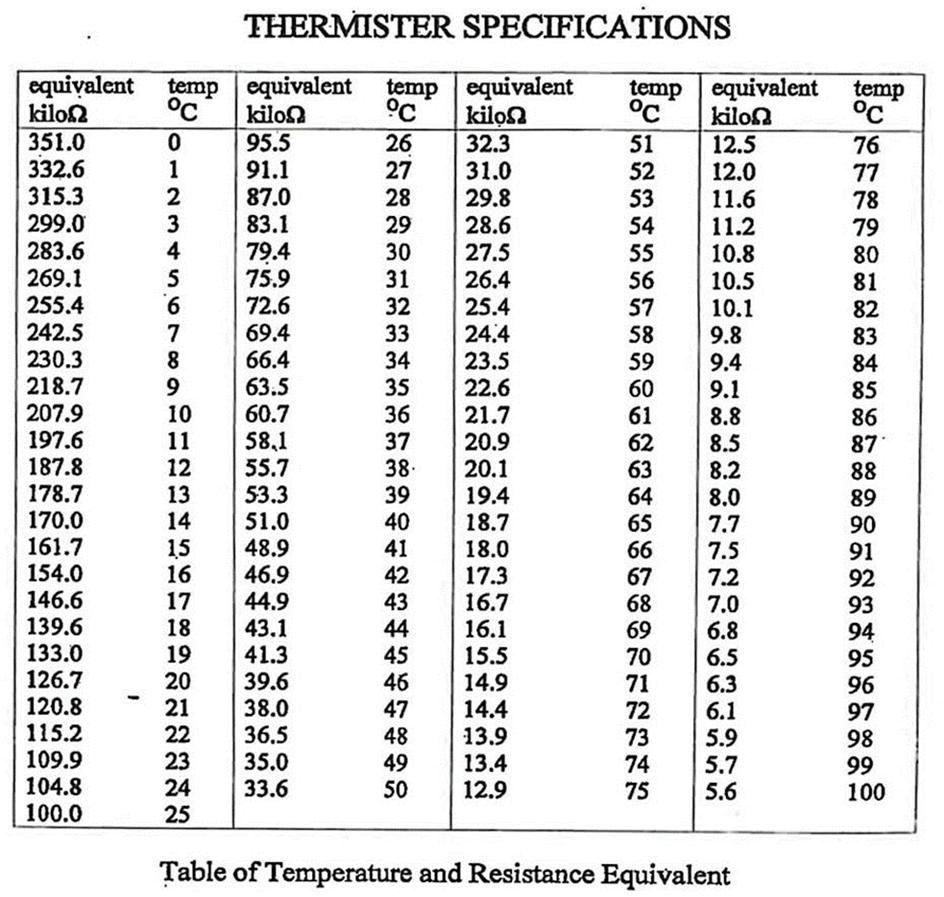 THERMISTER SPECIFICATIONS
equivalent temp equivalent temp equivalent temp equivalent temp
kiloΩ °C kiloΩ °C kiloΩ °C kiloΩ °C
351.0 0 95.5 26 32.3 51 12.5 76
332.6 1 91.1 27 31.0 52 12.0 77
315.3 2 87.0 28 29.8 53 11.6 78
299.0 3 83.1 29 28.6 54 11.2 79
283.6 4 79.4 30 27.5 55 10.8 80
269.1 5 75.9 31 26.4 56 10.5 81
255.4 6 72.6 32 25.4 57 10.1 82
242.5 7 69.4 33 24.4 58 9.8 83
230.3 8 66.4 34 23.5 59 9.4 84
218.7 9 63.5 35 22.6 60 9.1 85
207.9 10 60.7 36 21.7 61 8.8 86
197.6 11 58.1 37 20.9 62 8.5 87
187.8 12 55.7 38 20.1 63 8.2 88
178.7 13 53.3 39 19.4 64 8.0 89
170.0 14 51.0 40 18.7 65 7.7 90
161.7 15 48.9 41 18.0 66 7.5 91
154.0 16 46.9 42 17.3 67 7.2 92
146.6 17 44.9 43 16.7 68 7.0 93
139.6 18 43.1 44 16.1 69 6.8 94
133.0 19 41.3 45 15.5 70 6.5 95
126.7 20 39.6 46 14.9 71 6.3 96
120.8 21 38.0 47 14.4 72 6.1 97
115.2 22 36.5 48 13.9 73 5.9 98
109.9 23 35.0 49 13.4 74 5.7 99
104.8 24 33.6 50 12.9 75 5.6 100
100.0 25
Table of Temperature and Resistance Equivalent